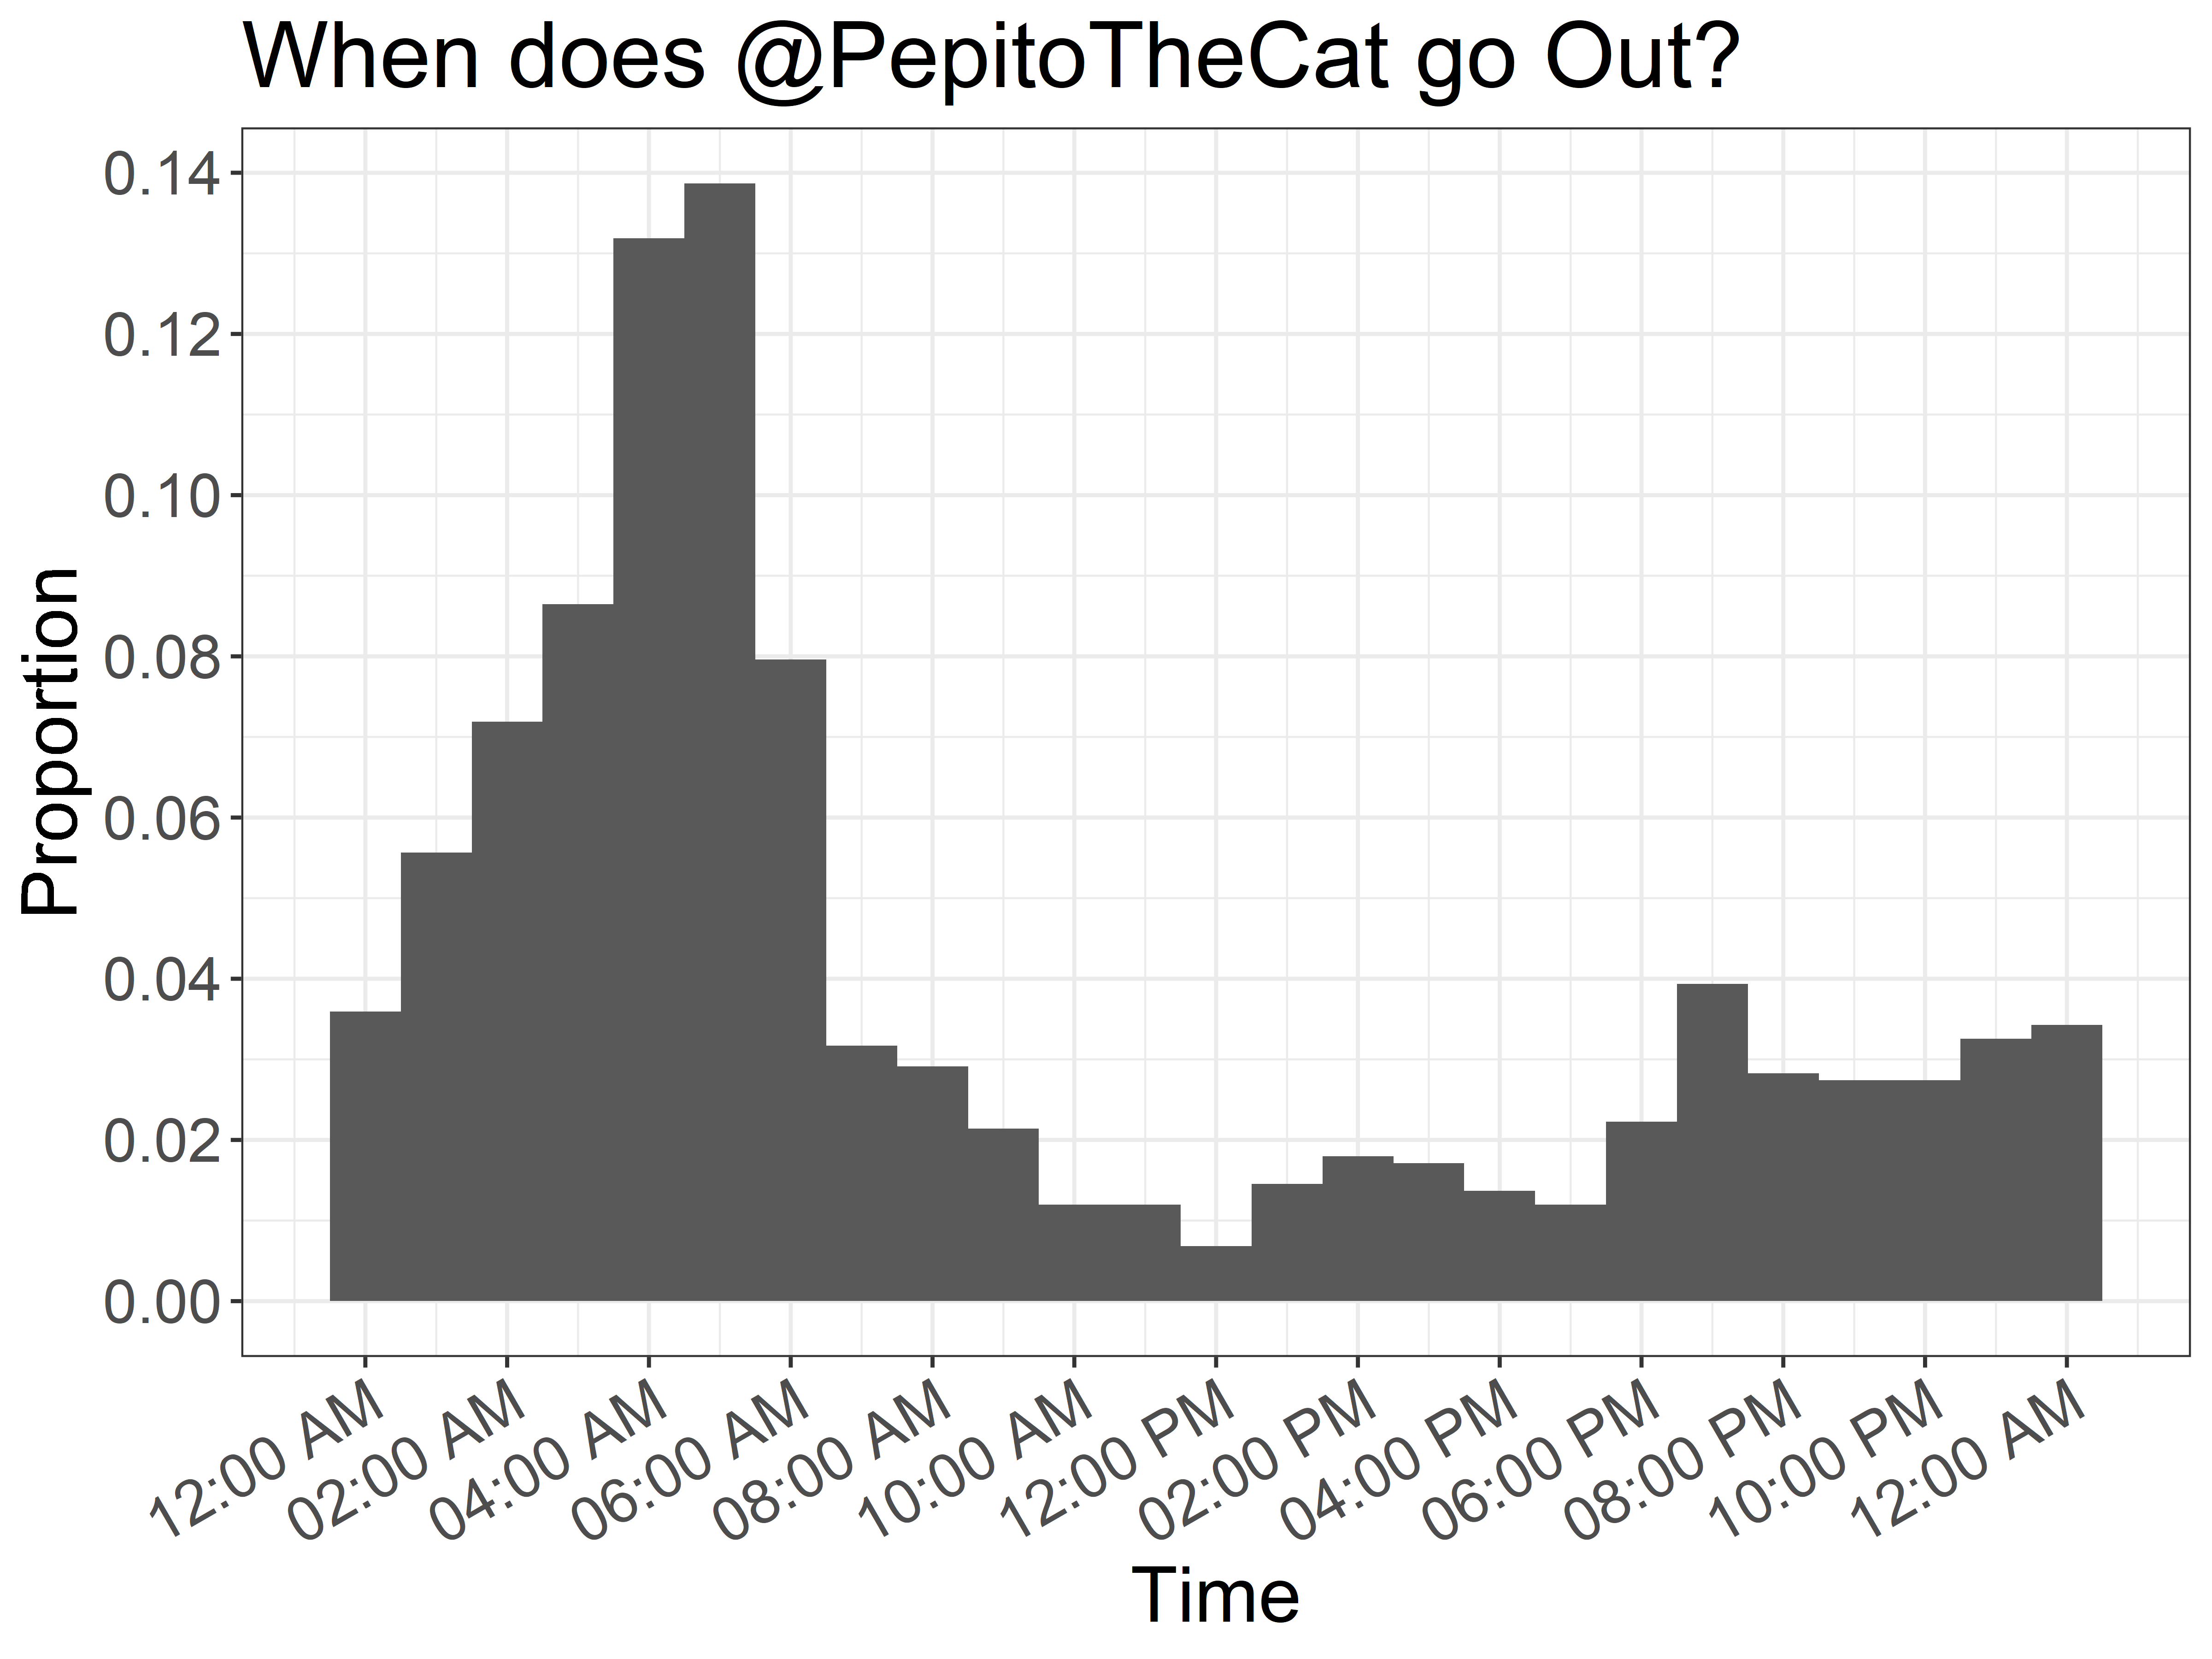 When does @PepitoTheCat go Out?
0.14
0.12
0.10
0.08
0.06
0.04
0.02
0.00
Proportion
12:00 AM
02:00 AM
04:00 AM
06:00 AM
08:00 AM
10:00 AM
12:00 PM
02:00 PM
04:00 PM
06:00 PM
08:00 PM
10:00 PM
12:00 AM
Time